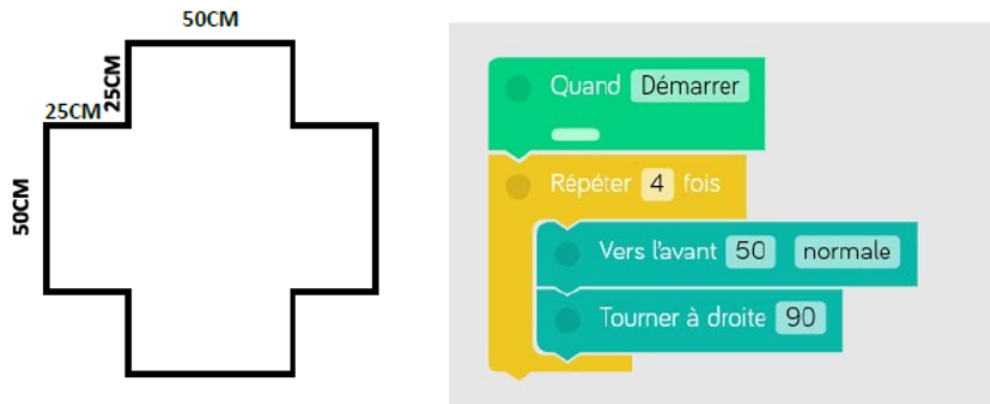 50CM
25CM
25CM
50CM
Quand Démarrer
Répéter 4 fois
Vers l'avant 50 normale
Tourner à droite 90